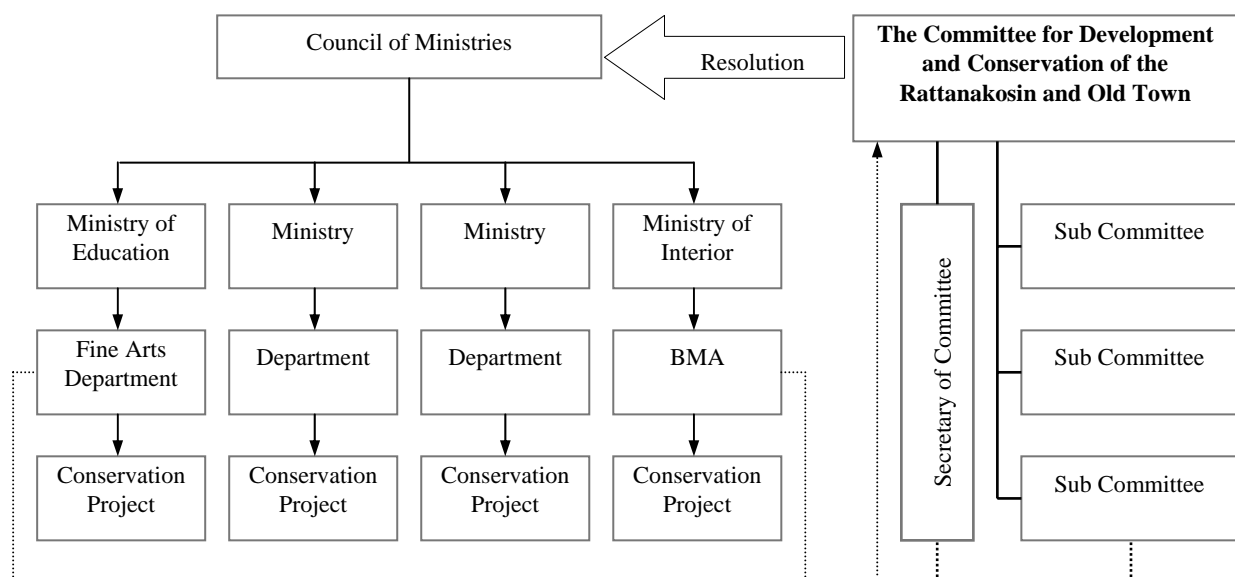 Council of Ministries
Resolution
The Committee for Development
and Conservation of the
Rattanakosin and Old Town
Ministry of
Education
Ministry
Ministry
Ministry of
Interior
Secretary of Committee
Sub Committee
Fine Arts
Department
Department
Department
BMA
Sub Committee
Conservation
Project
Conservation
Project
Conservation
Project
Conservation
Project
Sub Committee